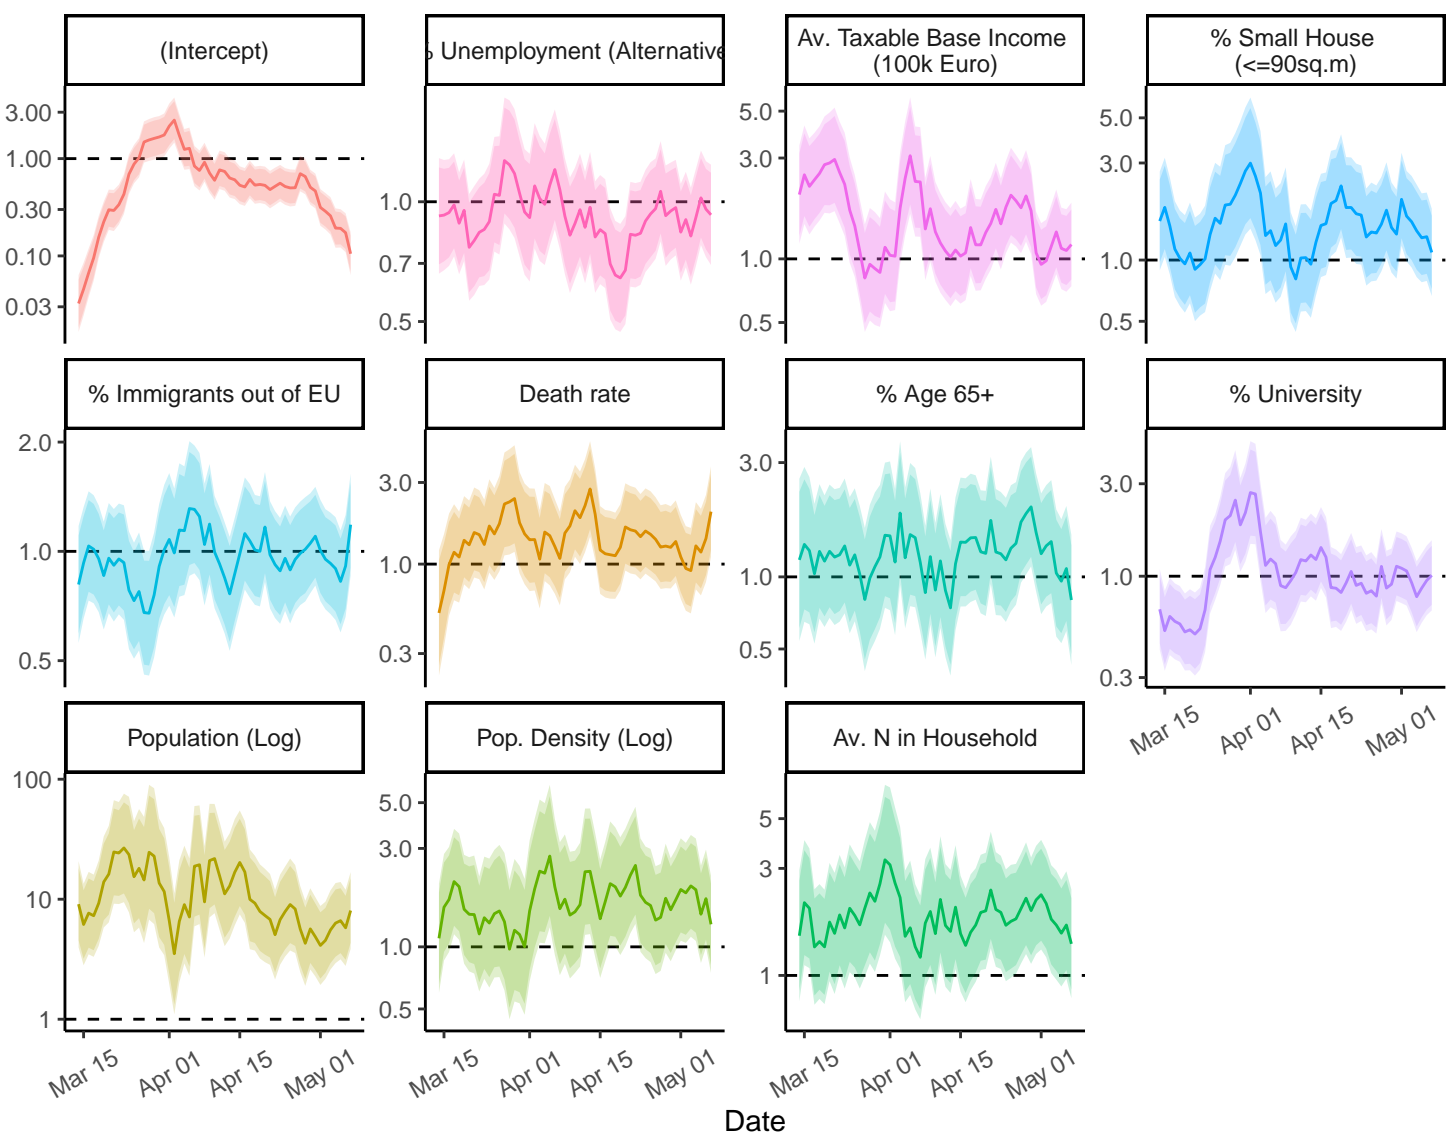 (Intercept)
% Unemployment (Alternative
Av. Taxable Base Income
(100k Euro)
% Small House
(<=90sq.m)
3.00
1.00
0.30
0.10
0.03
1.0
0.7
0.5
5.0
3.0
1.0
0.5
5.0
3.0
1.0
0.5
% Immigrants out of EU
Death rate
% Age 65+
% University
2.0
1.0
0.5
3.0
1.0
0.3
3.0
1.0
0.5
3.0
1.0
0.3
Mar 15
Apr 01
Apr 15
May 01
Population (Log)
Pop. Density (Log)
Av. N in Household
100
10
1
5.0
3.0
1.0
0.5
5
3
1
Mar 15
Apr 01
Apr 15
May 01
Mar 15
Apr 01
Apr 15
May 01
Mar 15
Apr 01
Apr 15
May 01
Date